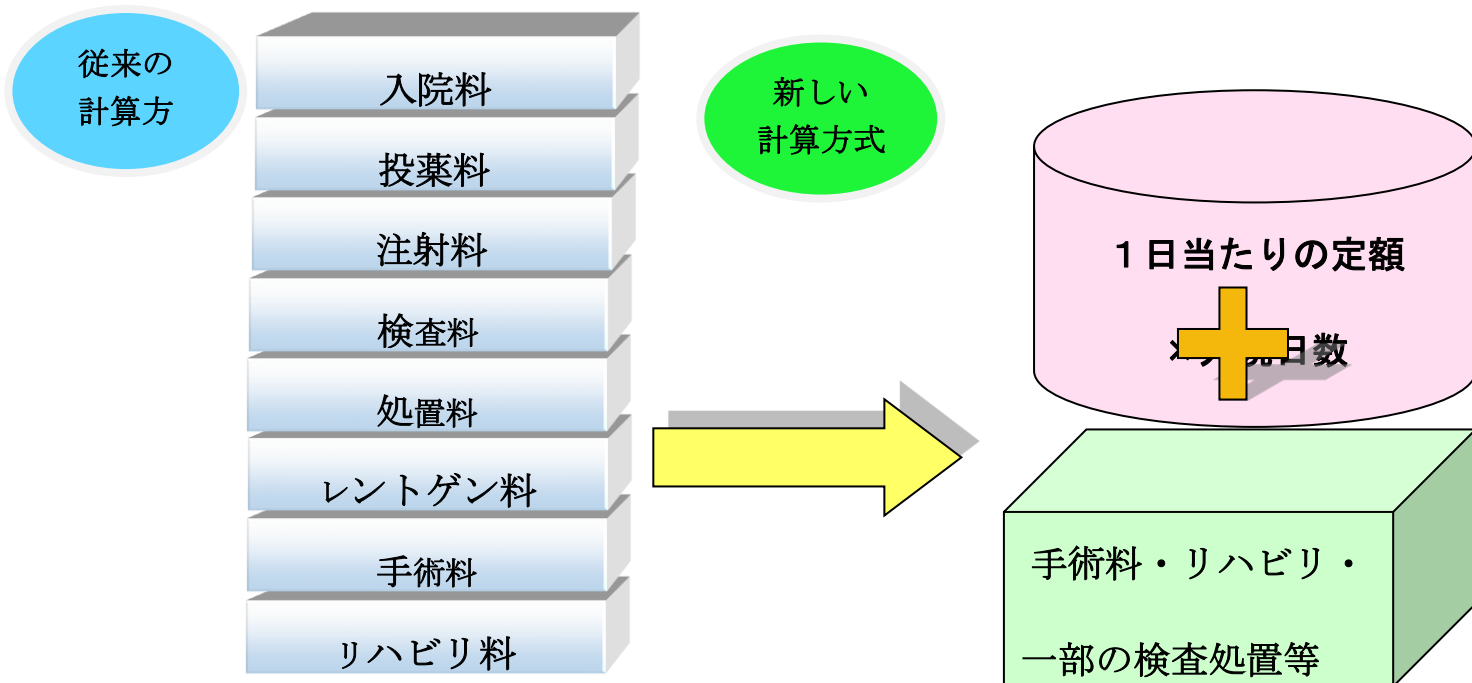 従来の
計算方
入院料
投薬料
注射料
検査料
処置料
レントゲン料
手術料
リハビリ料
新しい
計算方式
１日当たりの定額
日数
手術料・リハビリ・
一部の検査処置等